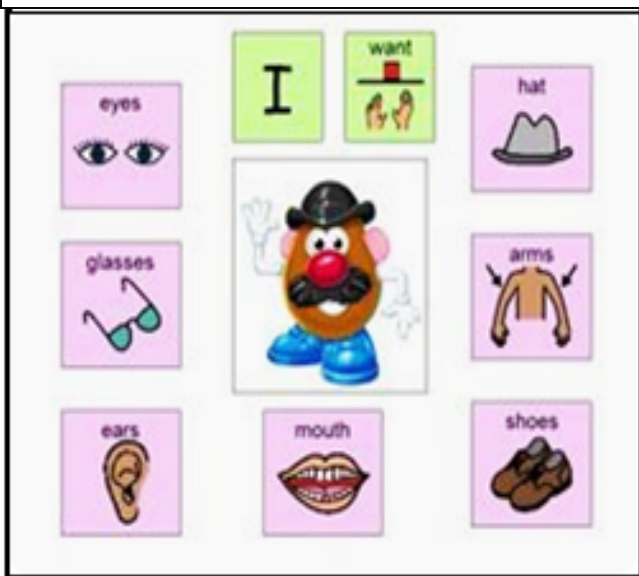 I
want
eyes
hat
glasses
arms
ears
mouth
shoes